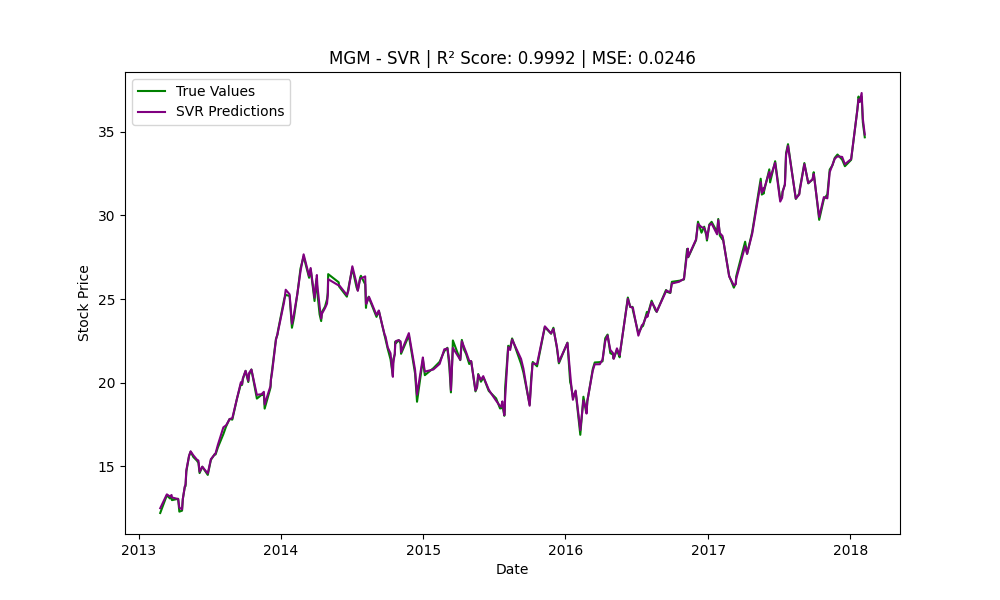 MGM - SVR | R² Score: 0.9992 | MSE: 0.0246
True Values
SVR Predictions
35
30
25
20
15
Stock Price
2013 2014 2015 2016 2017 2018
Date